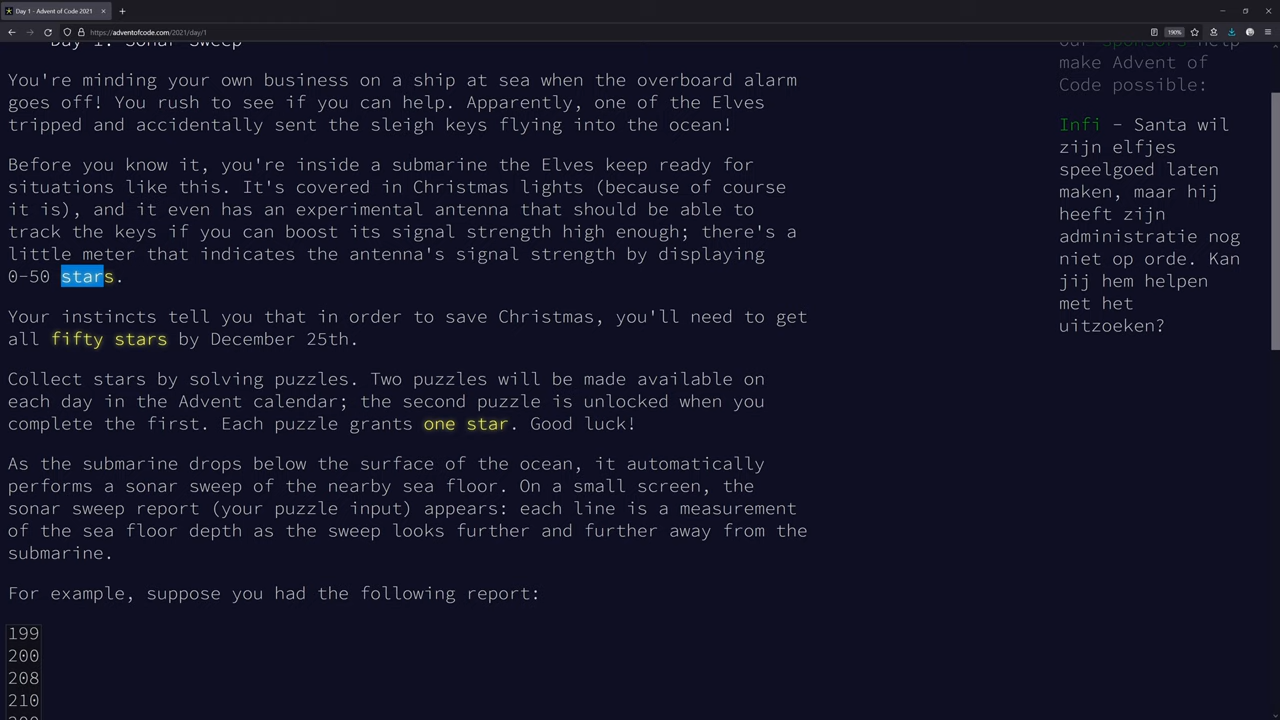 Day 1 - Advent of Code 2021
https://adventofcode.com/2021/day/1
190%
Day 1: Sonar Sweep
You're minding your own business on a ship at sea when the overboard alarm
goes off! You rush to see if you can help. Apparently, one of the Elves
tripped and accidentally sent the sleigh keys flying into the ocean!
Before you know it, you're inside a submarine the Elves keep ready for
situations like this. It's covered in Christmas lights (because of course
it is), and it even has an experimental antenna that should be able to
track the keys if you can boost its signal strength high enough; there's a
little meter that indicates the antenna's signal strength by displaying
0-50 stars.
Your instincts tell you that in order to save Christmas, you'll need to get
all fifty stars by December 25th.
Collect stars by solving puzzles. Two puzzles will be made available on
each day in the Advent calendar; the second puzzle is unlocked when you
complete the first. Each puzzle grants one star. Good luck!
As the submarine drops below the surface of the ocean, it automatically
performs a sonar sweep of the nearby sea floor. On a small screen, the
sonar sweep report (your puzzle input) appears: each line is a measurement
of the sea floor depth as the sweep looks further and further away from the
submarine.
For example, suppose you had the following report:
199
200
208
210
our sponsors help
make Advent of
Code possible:
Infi - Santa wil
zijn elfjes
speelgoed laten
maken, maar hij
heeft zijn
administratie nog
niet op orde. Kan
jij hem helpen
met het
uitzoeken?